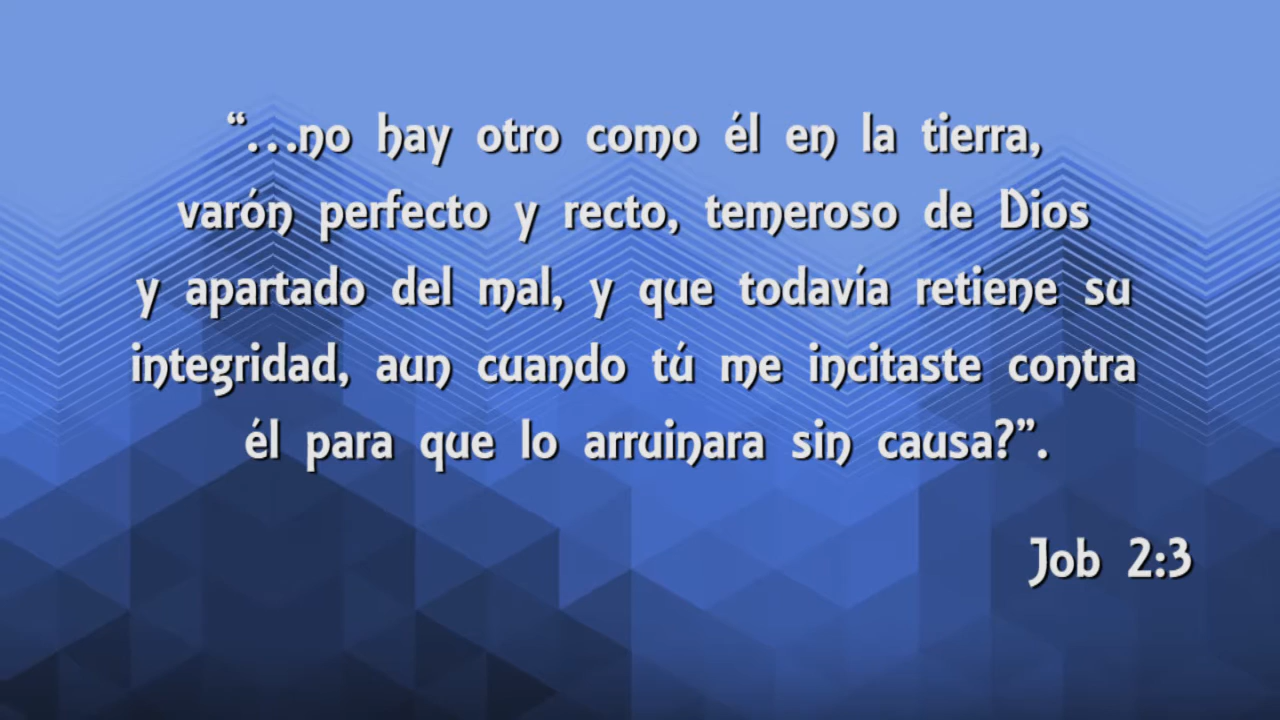 “…no hay otro como él en la tierra,
varón perfecto y recto, temeroso de Dios
y apartado del mal, y que todavía retiene su
integridad, aun cuando tú me incitaste contra
él para que lo arruinara sin causa?”.
Job 2:3